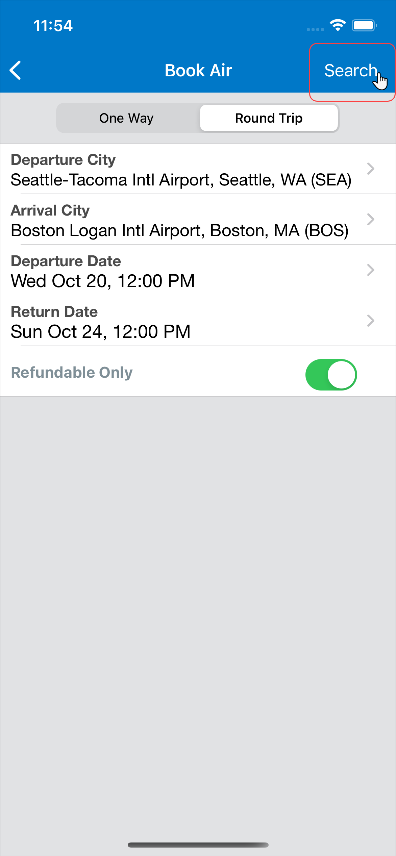 11:54
Book Air
Search
One Way
Round Trip
Departure City
Seattle-Tacoma Intl Airport, Seattle, WA (SEA)
Arrival City
Boston Logan Intl Airport, Boston, MA (BOS)
Departure Date
Wed Oct 20, 12:00 PM
Return Date
Sun Oct 24, 12:00 PM
Refundable Only